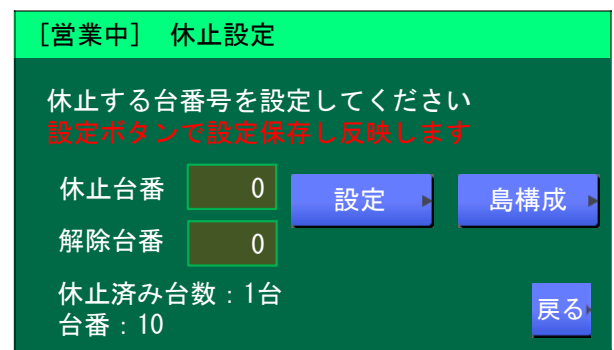 [営業中] 休止設定
休止する台番号を設定してください
設定ボタンで設定保存し反映します
休止台番 0 設定 島構成
解除台番 0
休止済み台数：1台
台番：10
戻る